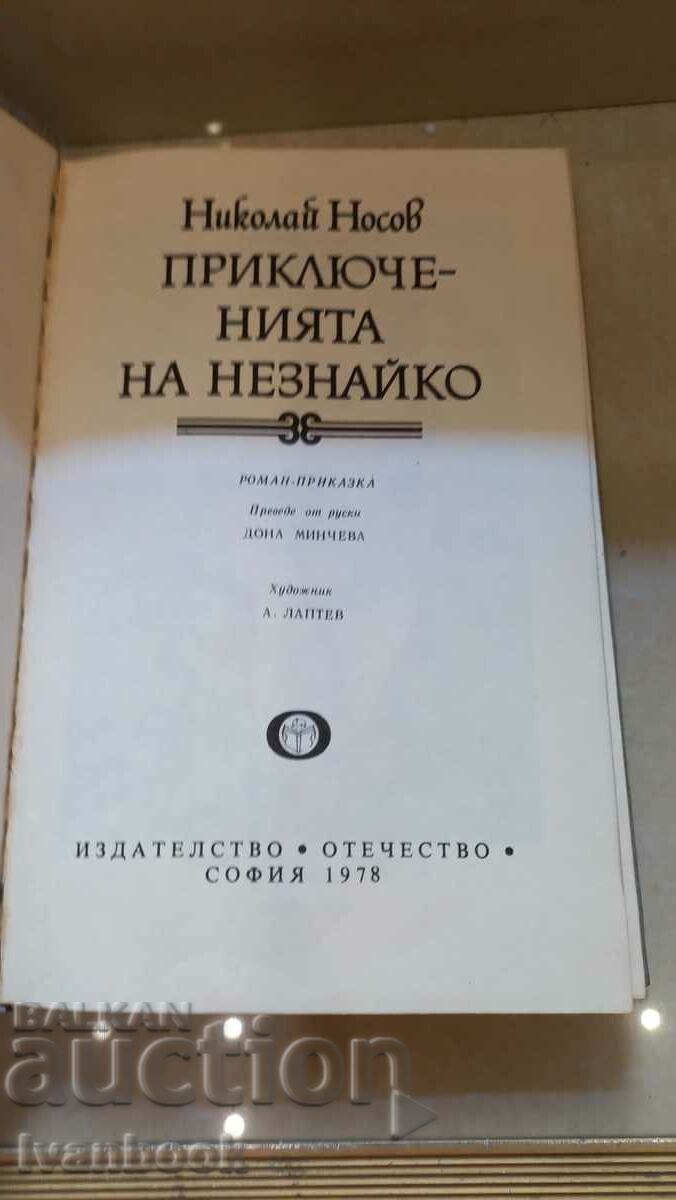 Николай Носов
ПРИКЛЮЧЕ-
НИЯТА
НА НЕЗНАЙКО
РОМАН-ПРИКАЗКА
Преведе от руски
ДОНА МИНЧЕВА
Художник
А. ЛАПТЕВ
ИЗДАТЕЛСТВО • ОТЕЧЕСТВО •
СОФИЯ 1978
BALKAN
auction
Ivanbook